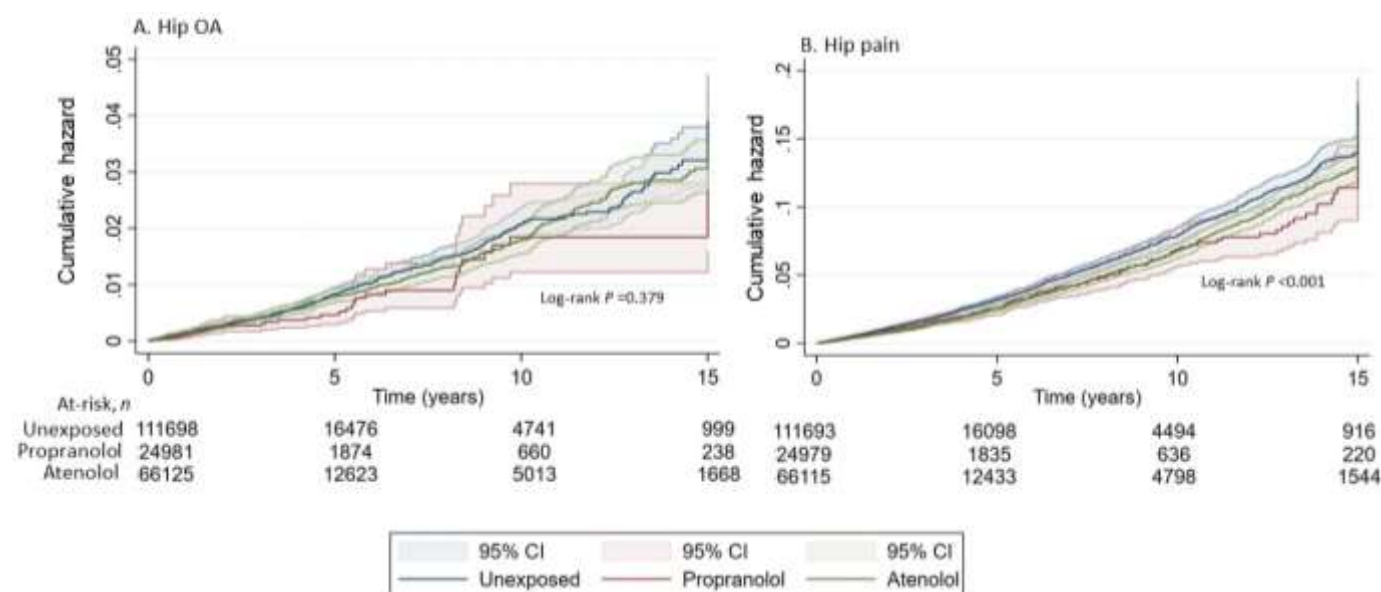 A. Hip OA
Cumulative hazard
.05
.04
.03
.02
.01
0
Log-rank P =0.379
0 5 10 15
Time (years)
B. Hip pain
Cumulative hazard
.2
.15
.1
.05
0
Log-rank P <0.001
0 5 10 15
Time (years)
At-risk, n
Unexposed 111698 16476 4741 999 111693 16098 4494 916
Propranolol 24981 1874 660 238 24979 1835 636 220
Atenolol 66125 12623 5013 1668 66115 12433 4798 1544
95% CI 95% CI 95% CI
Unexposed Propranolol Atenolol